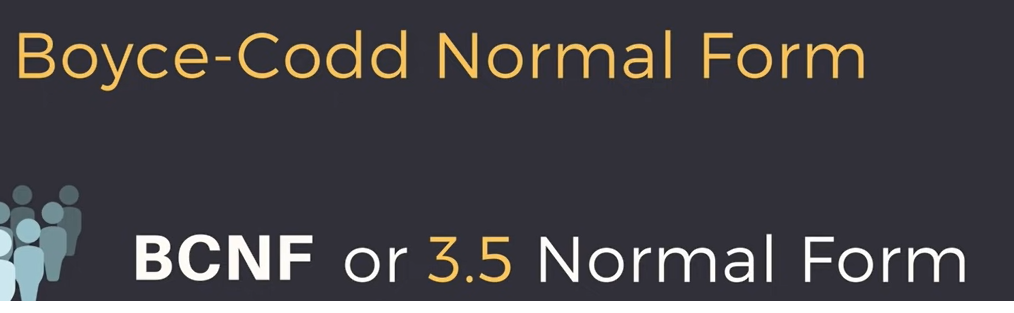 Boyce-Codd Normal Form
BCNF or 3.5 Normal Form